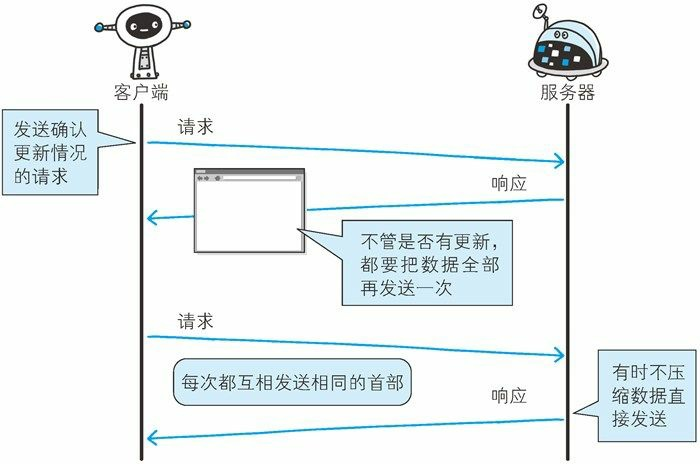 客户端
服务器
发送确认
更新情况
的请求
请求
响应
不管是否有更新，
都要把数据全部
再发送一次
请求
每次都互相发送相同的首部
响应
有时不压
缩数据直
接发送